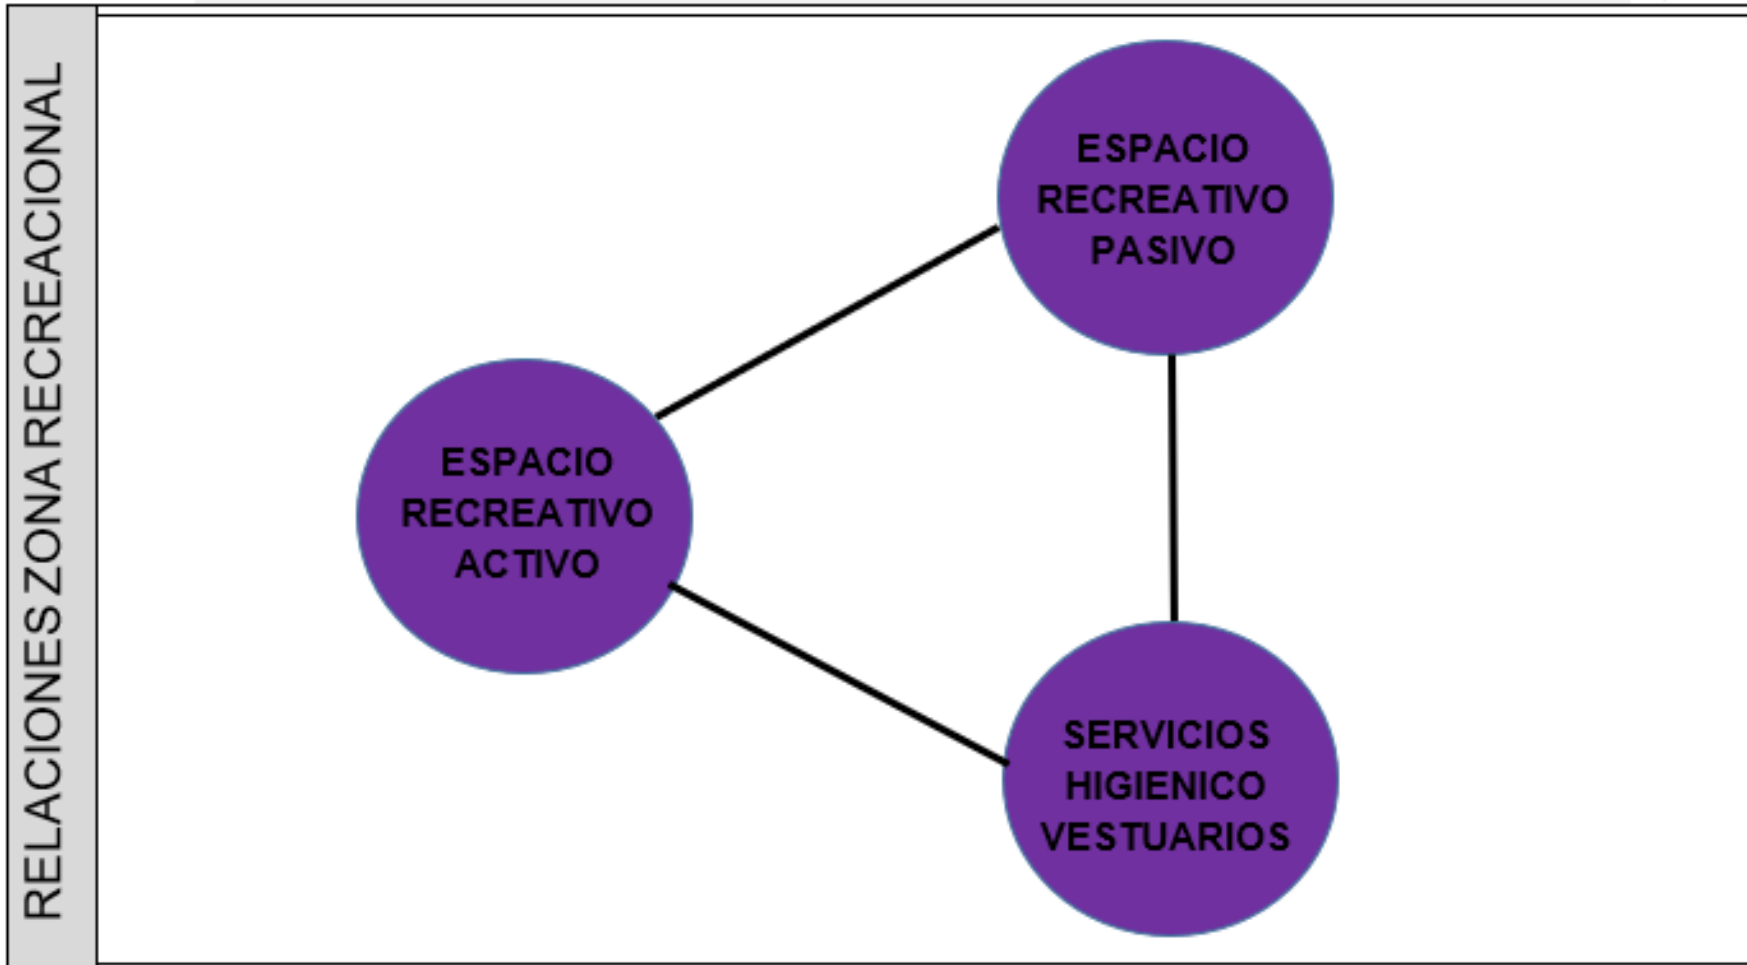 RELACIONES ZONA RECREACIONAL
ESPACIO
RECREATIVO
PASIVO
ESPACIO
RECREATIVO
ACTIVO
SERVICIOS
HIGIENICO
VESTUARIOS